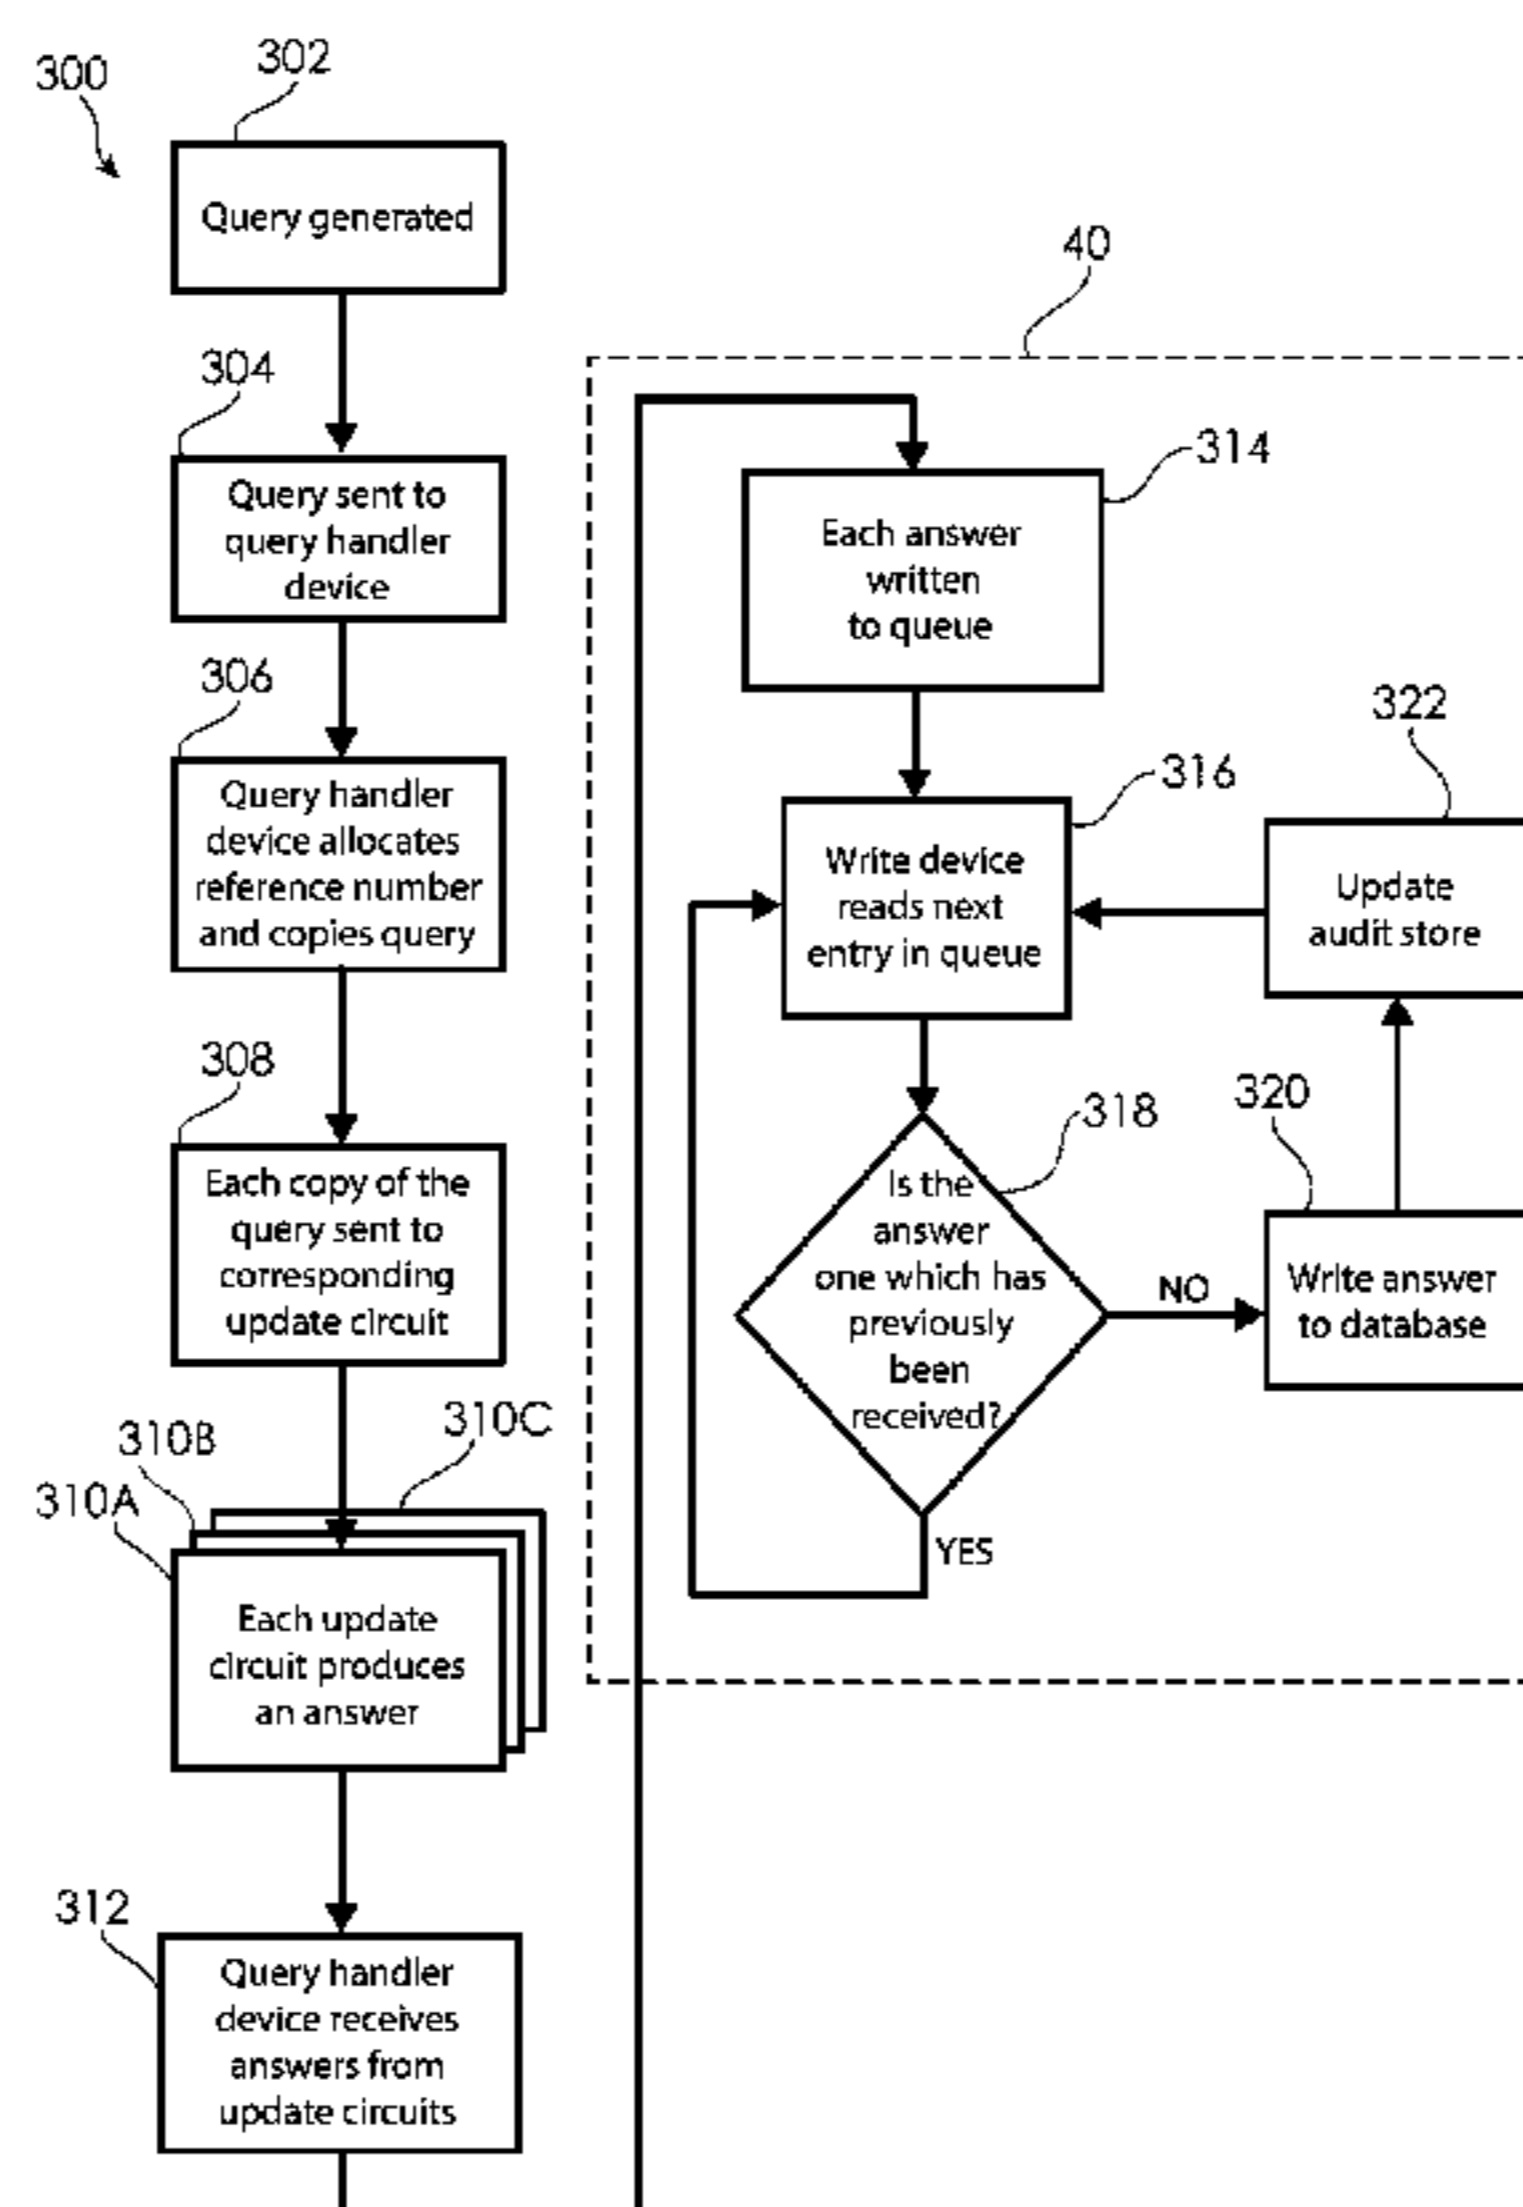 300
302
Query generated
304
Query sent to
query handler
device
306
Query handler
device allocates
reference number
and copies query
308
Each copy of the
query sent to
corresponding
update circuit
310B
310C
310A
Each update
circuit produces
an answer
312
Query handler
device receives
answers from
update circuits
40
314
Each answer
written
to queue
316
Write device
reads next
entry in queue
318
Is the
answer
one which has
previously
been
received?
YES
NO
320
Write answer
to database
322
Update
audit store